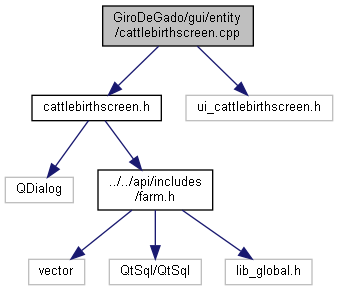 GiroDeGado/gui/entity
/cattlebirthscreen.cpp
cattlebirthscreen.h
ui_cattlebirthscreen.h
QDialog
../../api/includes
/farm.h
vector
QtSql/QtSql
lib_global.h